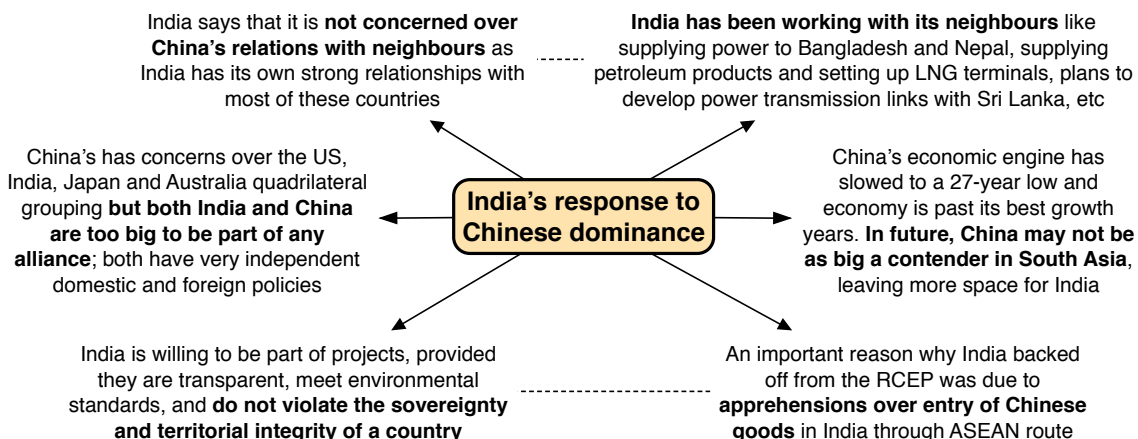 India says that it is not concerned over
China's relations with neighbours as
India has its own strong relationships with
most of these countries
India has been working with its neighbours like
supplying power to Bangladesh and Nepal, supplying
petroleum products and setting up LNG terminals, plans to
develop power transmission links with Sri Lanka, etc
China's has concerns over the US,
India, Japan and Australia quadrilateral
grouping but both India and China
are too big to be part of any
alliance; both have very independent
domestic and foreign policies
India's response to
Chinese dominance
China's economic engine has
slowed to a 27-year low and
economy is past its best growth
years. In future, China may not be
as big a contender in South Asia,
leaving more space for India
India is willing to be part of projects, provided
they are transparent, meet environmental
standards, and do not violate the sovereignty
and territorial integrity of a country
An important reason why India backed
off from the RCEP was due to
apprehensions over entry of Chinese
goods in India through ASEAN route